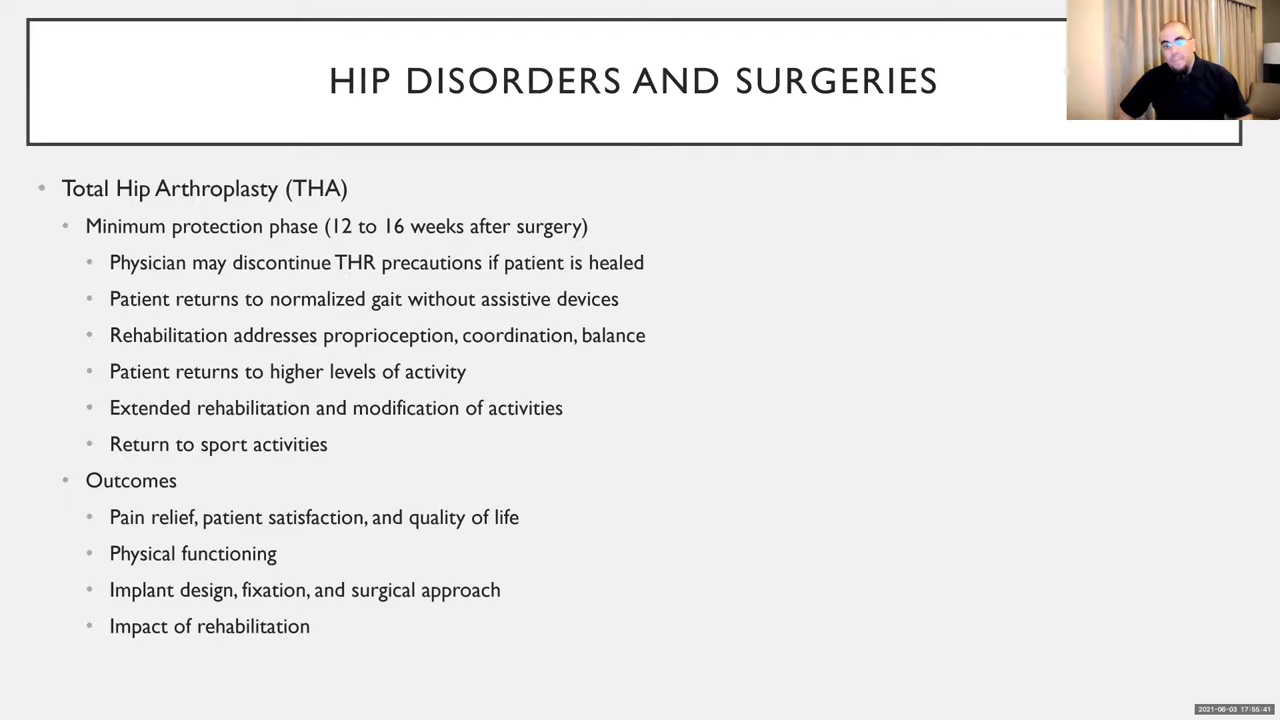 HIP DISORDERS AND SURGERIES
• Total Hip Arthroplasty (THA)
• Minimum protection phase (12 to 16 weeks after surgery)
• Physician may discontinue THR precautions if patient is healed
• Patient returns to normalized gait without assistive devices
• Rehabilitation addresses proprioception, coordination, balance
• Patient returns to higher levels of activity
• Extended rehabilitation and modification of activities
• Return to sport activities
• Outcomes
• Pain relief, patient satisfaction, and quality of life
• Physical functioning
• Implant design, fixation, and surgical approach
• Impact of rehabilitation
2021-06-03 17:55:41